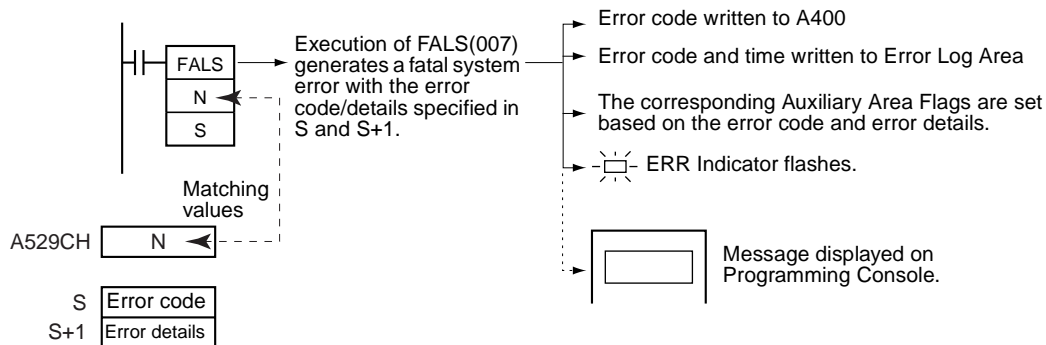 FALS
N
S
Execution of FALS(007)
generates a fatal system
error with the error
code/details specified in
S and S+1.
Error code written to A400
Error code and time written to Error Log Area
The corresponding Auxiliary Area Flags are set
based on the error code and error details.
ERR Indicator flashes.
Message displayed on
Programming Console.
Matching
values
A529CH N
S Error code
S+1 Error details